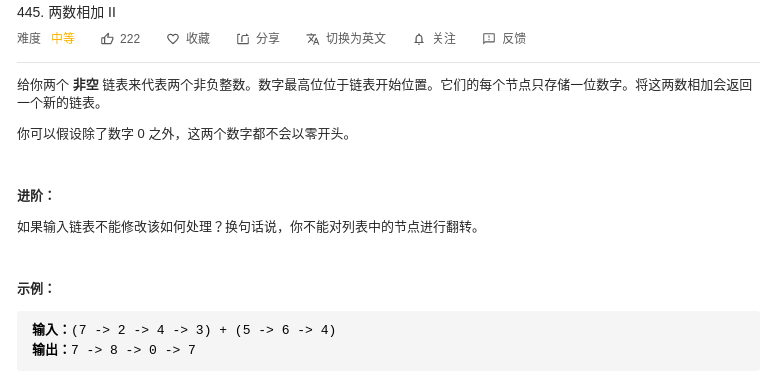 445. 两数相加 II
难度 中等 222 收藏 分享 切换为英文 关注 反馈
给你两个 非空 链表来代表两个非负整数。数字最高位位于链表开始位置。它们的每个节点只存储一位数字。将这两数相加会返回
一个新的链表。
你可以假设除了数字 0 之外，这两个数字都不会以零开头。
进阶：
如果输入链表不能修改该如何处理？换句话说，你不能对列表中的节点进行翻转。
示例：
输入：(7 -> 2 -> 4 -> 3) + (5 -> 6 -> 4)
输出：7 -> 8 -> 0 -> 7